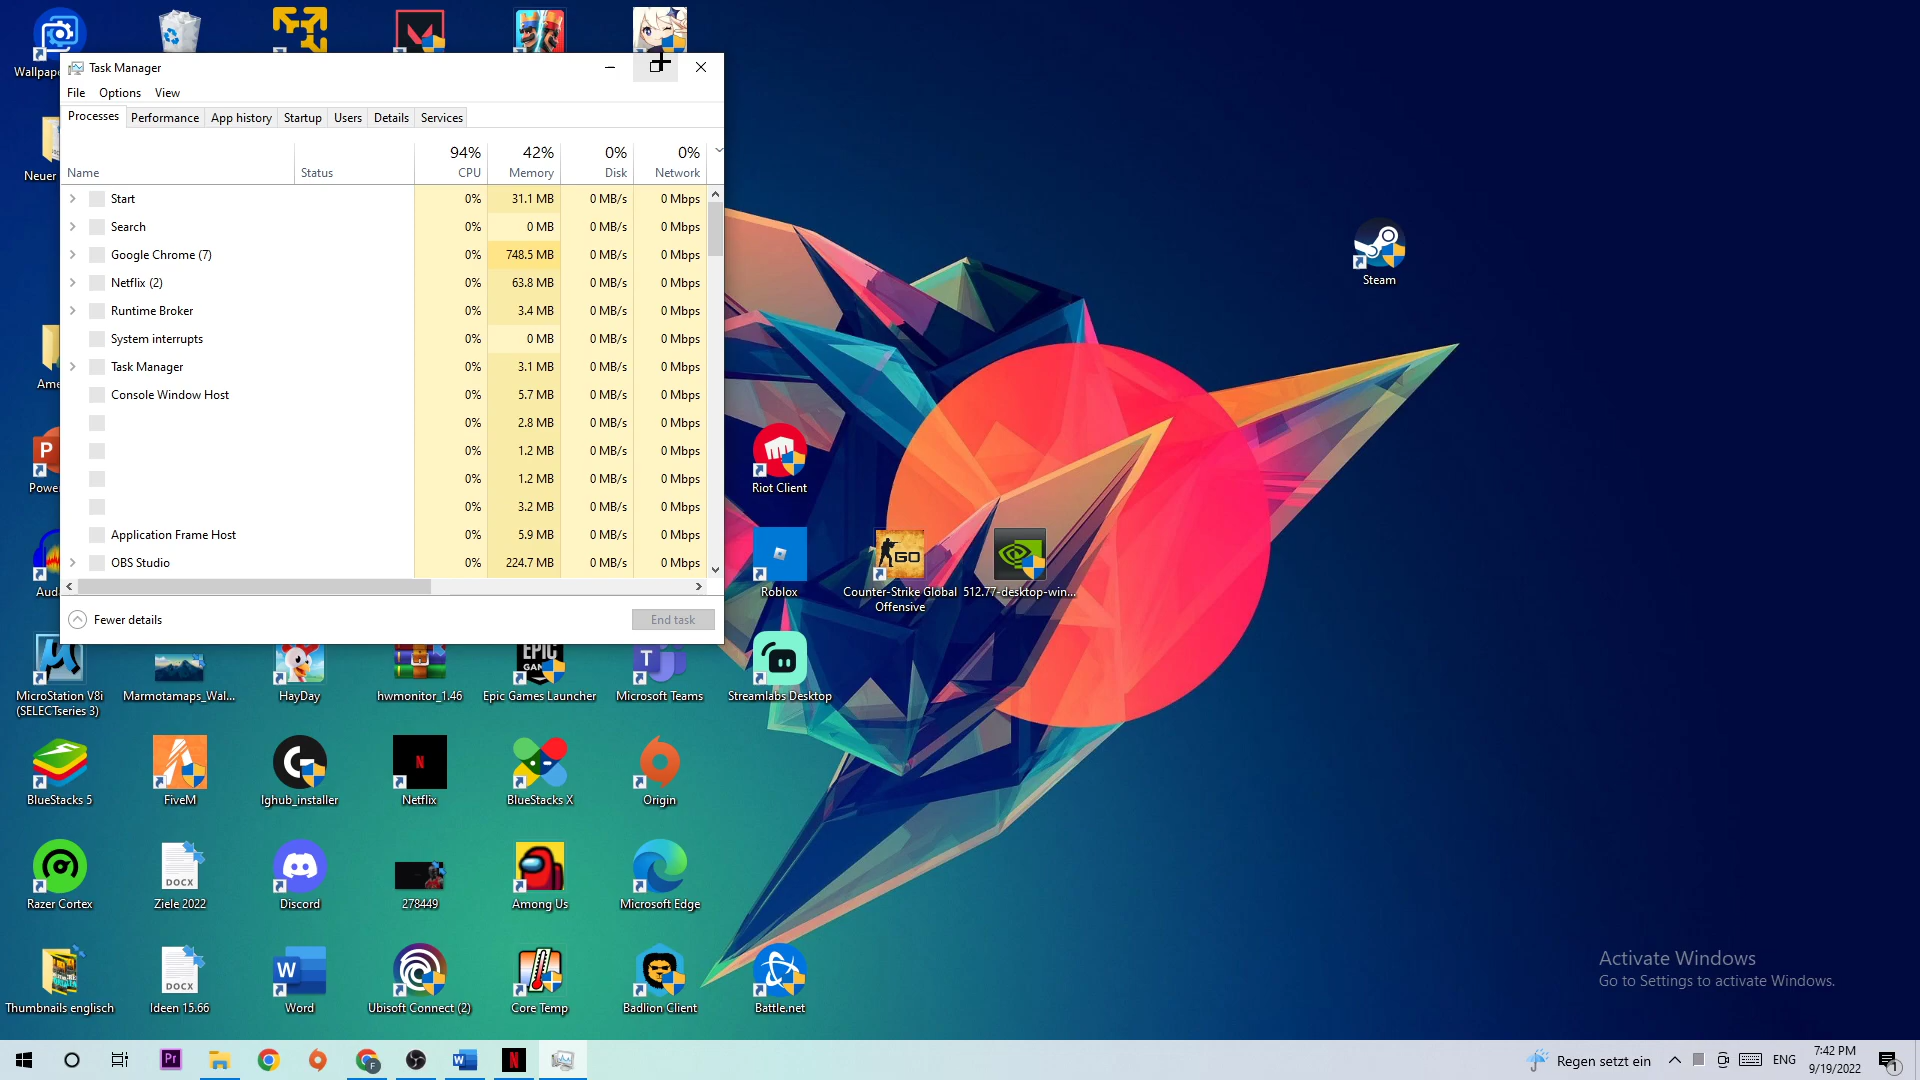 Task Manager
File Options View
Processes Performance App history Startup Users Details Services
94% 42% 0% 0%
Name Status CPU Memory Disk Network
Start 0% 31.1 MB 0 MB/s 0 Mbps
Search 0% 0 MB 0 MB/s 0 Mbps
Google Chrome (7) 0% 748.5 MB 0 MB/s 0 Mbps
Netflix (2) 0% 63.8 MB 0 MB/s 0 Mbps
Runtime Broker 0% 3.4 MB 0 MB/s 0 Mbps
System interrupts 0% 0 MB 0 MB/s 0 Mbps
Task Manager 0% 3.1 MB 0 MB/s 0 Mbps
Console Window Host 0% 5.7 MB 0 MB/s 0 Mbps
0% 2.8 MB 0 MB/s 0 Mbps
0% 1.2 MB 0 MB/s 0 Mbps
0% 1.2 MB 0 MB/s 0 Mbps
0% 3.2 MB 0 MB/s 0 Mbps
Application Frame Host 0% 5.9 MB 0 MB/s 0 Mbps
OBS Studio 0% 224.7 MB 0 MB/s 0 Mbps
Fewer details End task
Wallpape
Neuer
Ame
Power
Auda
Steam
Riot Client
Roblox
Counter-Strike Global
Offensive
512.77-desktop-win...
GO
EPIC
GAM
MicroStation V8i
(SELECTseries 3)
Marmotamaps_Wal...
HayDay
hwmonitor_1.46
Epic Games Launcher
Microsoft Teams
Streamlabs Desktop
BlueStacks 5
FiveM
lghub_installer
Netflix
BlueStacks X
Origin
DOCX
Razer Cortex
Ziele 2022
Discord
278449
Among Us
Microsoft Edge
DOCX
Thumbnails englisch
Ideen 15.66
Word
Ubisoft Connect (2)
Core Temp
Badlion Client
Battle.net
Activate Windows
Go to Settings to activate Windows.
Pr
Regen setzt ein
ENG
7:42 PM
9/19/2022
1